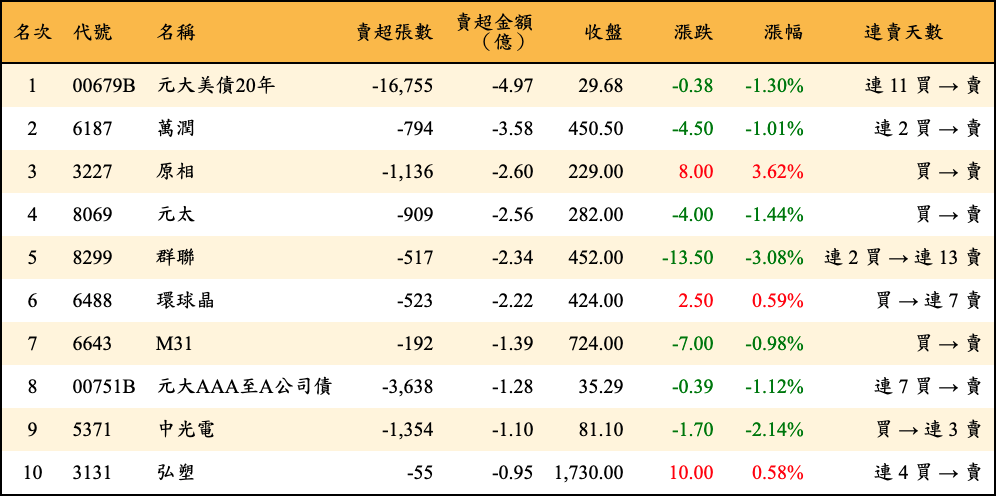 名次 代號 名稱 賣超張數 賣超金額（億） 收盤 漲跌 漲幅 連賣天數
1 00679B 元大美債20年 -16,755 -4.97 29.68 -0.38 -1.30% 連 11 買 → 賣
2 6187 萬潤 -794 -3.58 450.50 -4.50 -1.01% 連 2 買 → 賣
3 3227 原相 -1,136 -2.60 229.00 8.00 3.62% 買 → 賣
4 8069 元太 -909 -2.56 282.00 -4.00 -1.44% 買 → 賣
5 8299 群聯 -517 -2.34 452.00 -13.50 -3.08% 連 2 買 → 連 13 賣
6 6488 環球晶 -523 -2.22 424.00 2.50 0.59% 買 → 連 7 賣
7 6643 M31 -192 -1.39 724.00 -7.00 -0.98% 買 → 賣
8 00751B 元大AAA至A公司債 -3,638 -1.28 35.29 -0.39 -1.12% 連 7 買 → 賣
9 5371 中光電 -1,354 -1.10 81.10 -1.70 -2.14% 買 → 連 3 賣
10 3131 弘塑 -55 -0.95 1,730.00 10.00 0.58% 連 4 買 → 賣